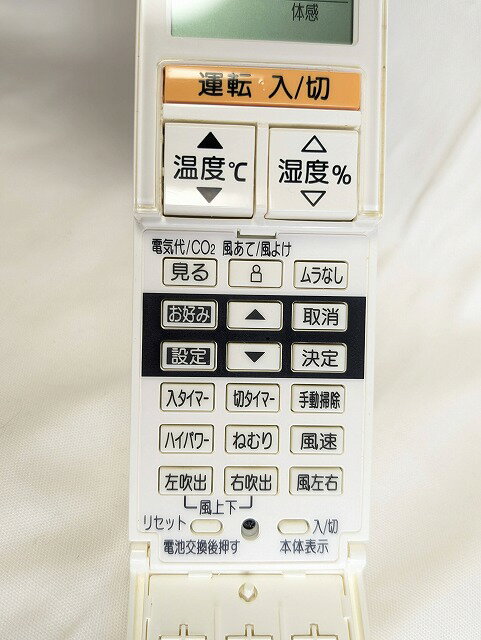 体感
運転 入/切
▲ △
温度℃ 湿度%
▼ ▽
電気代/CO2 風あて/風よけ
見る ムラなし
お好み ▲ 取消
設定 ▼ 決定
入タイマー 切タイマー 手動掃除
ハイパワー ねむり 風速
左吹出 右吹出 風左右
風上下
リセット 入/切
電池交換後押す 本体表示